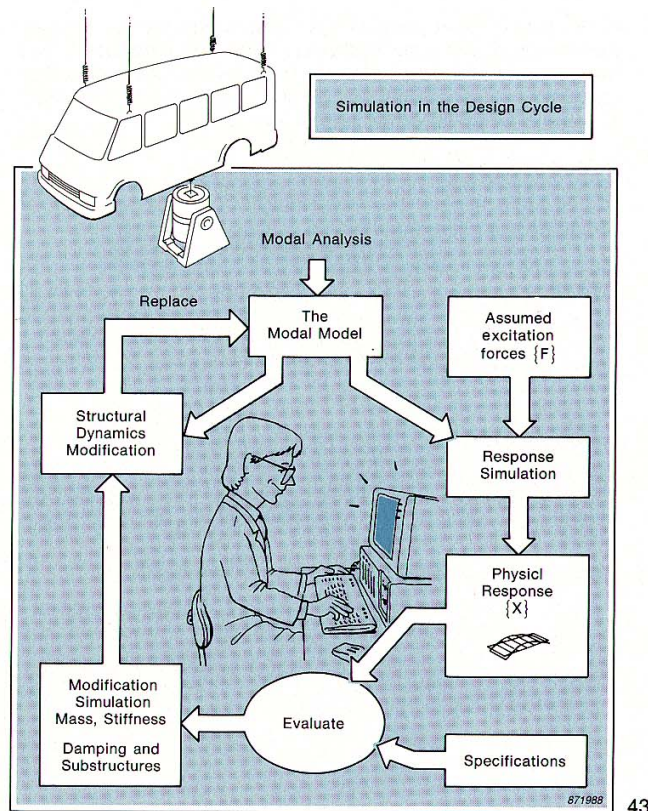 Simulation in the Design Cycle
Modal Analysis
Replace
The
Modal Model
Assumed
excitation
forces {F}
Structural
Dynamics
Modification
Response
Simulation
Physicl
Response
{X}
Modification
Simulation
Mass, Stiffness
Damping and
Substructures
Evaluate
Specifications
871988
43